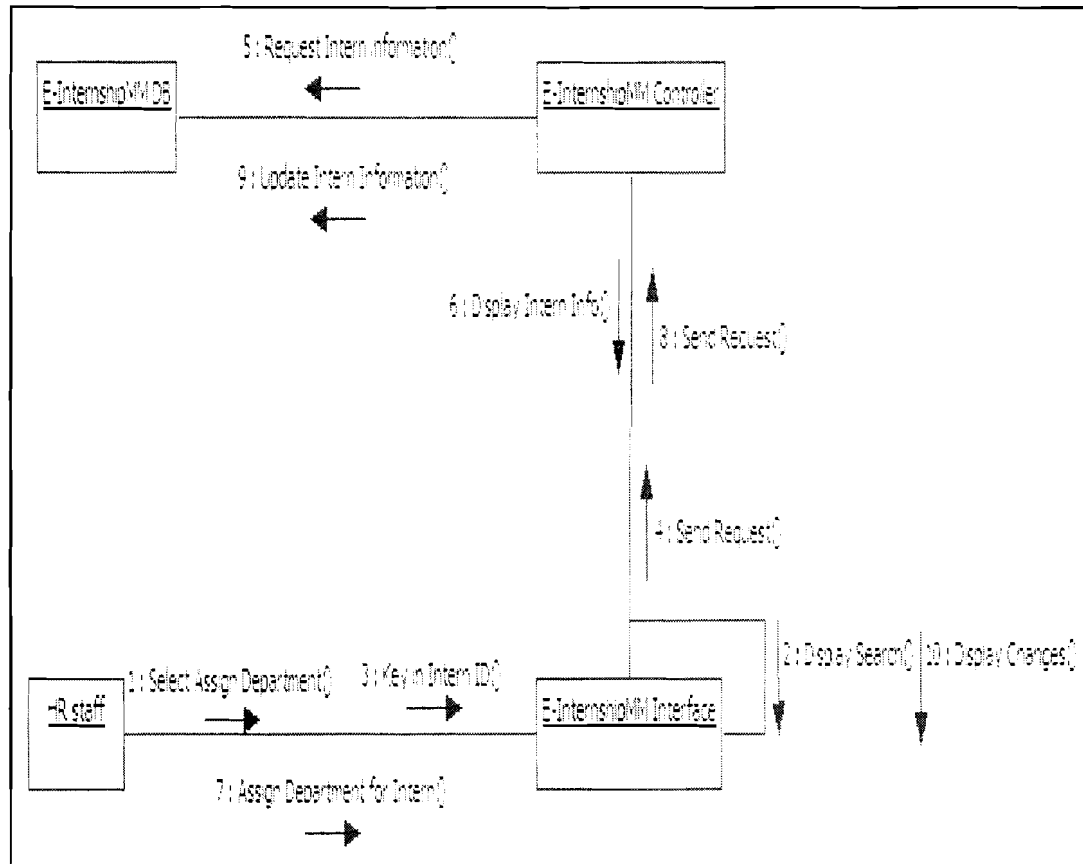 5 : Request Intern Information()
E-InternshipMM DB
E-InternshipMM Controller
9 : Update Intern Information()
6 : Display Intern Info()
8 : Send Request()
4 : Send Request()
2 : Display Search()
10 : Display Changes()
1 : Select Assign Department()
3 : Key in Intern ID()
HR staff
E-InternshipMM Interface
7 : Assign Department for Intern()